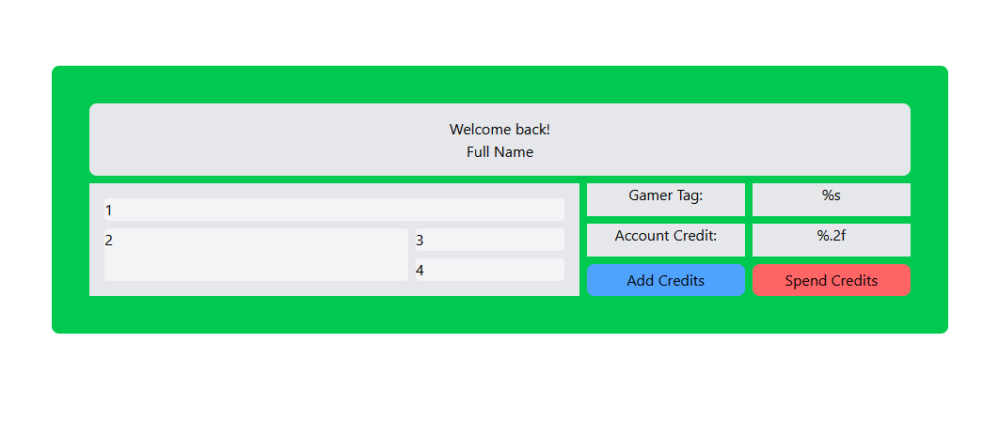 Welcome back!
Full Name
1
2
3
4
Gamer Tag:
%s
Account Credit:
%.2f
Add Credits
Spend Credits